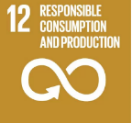 12 RESPONSIBLE
CONSUMPTION
AND PRODUCTION